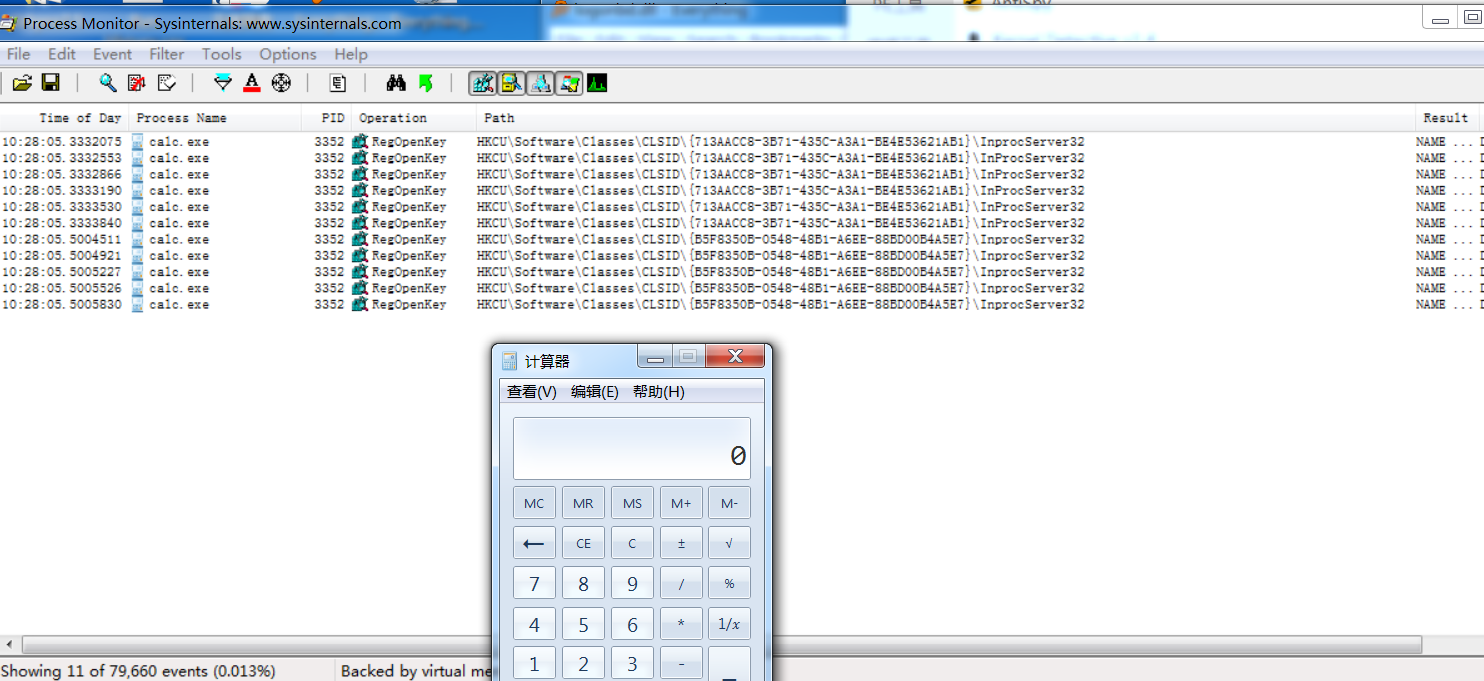 Process Monitor - Sysinternals: www.sysinternals.com
File Edit Event Filter Tools Options Help
Time of Day Process Name PID Operation Path Result
10:28:05.3332075 calc.exe 3352 RegOpenKey HKCU\Software\Classes\CLSID\{713AACC8-3B71-435C-A3A1-BE4E53621AB1}\InprocServer32 NAME ...
10:28:05.3332553 calc.exe 3352 RegOpenKey HKCU\Software\Classes\CLSID\{713AACC8-3B71-435C-A3A1-BE4E53621AB1}\InprocServer32 NAME ...
10:28:05.3332866 calc.exe 3352 RegOpenKey HKCU\Software\Classes\CLSID\{713AACC8-3B71-435C-A3A1-BE4E53621AB1}\InprocServer32 NAME ...
10:28:05.3333190 calc.exe 3352 RegOpenKey HKCU\Software\Classes\CLSID\{713AACC8-3B71-435C-A3A1-BE4E53621AB1}\InProcServer32 NAME ...
10:28:05.3333530 calc.exe 3352 RegOpenKey HKCU\Software\Classes\CLSID\{713AACC8-3B71-435C-A3A1-BE4E53621AB1}\InProcServer32 NAME ...
10:28:05.3333840 calc.exe 3352 RegOpenKey HKCU\Software\Classes\CLSID\{713AACC8-3B71-435C-A3A1-BE4E53621AB1}\InProcServer32 NAME ...
10:28:05.5004511 calc.exe 3352 RegOpenKey HKCU\Software\Classes\CLSID\{B5F8350B-0548-48B1-A6EE-88BD00B4A5E7}\InprocServer32 NAME ...
10:28:05.5004921 calc.exe 3352 RegOpenKey HKCU\Software\Classes\CLSID\{B5F8350B-0548-48B1-A6EE-88BD00B4A5E7}\InprocServer32 NAME ...
10:28:05.5005227 calc.exe 3352 RegOpenKey HKCU\Software\Classes\CLSID\{B5F8350B-0548-48B1-A6EE-88BD00B4A5E7}\InprocServer32 NAME ...
10:28:05.5005526 calc.exe 3352 RegOpenKey HKCU\Software\Classes\CLSID\{B5F8350B-0548-48B1-A6EE-88BD00B4A5E7}\InprocServer32 NAME ...
10:28:05.5005830 calc.exe 3352 RegOpenKey HKCU\Software\Classes\CLSID\{B5F8350B-0548-48B1-A6EE-88BD00B4A5E7}\InprocServer32 NAME ...
计算器
查看(V) 编辑(E) 帮助(H)
0
MC MR MS M+ M-
← CE C ± √
7 8 9 / %
4 5 6 * 1/x
1 2 3 -
Showing 11 of 79,660 events (0.013%) Backed by virtual me